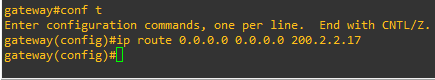 gateway#conf t
Enter configuration commands, one per line.  End with CNTL/Z.
gateway(config)#ip route 0.0.0.0 0.0.0.0 200.2.2.17
gateway(config)#